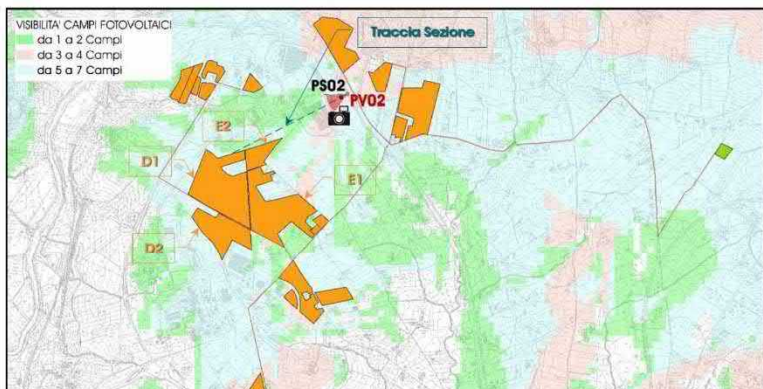 VISIBILITA' CAMPI FOTOVOLTAICI
da 1 a 2 Campi
da 3 a 4 Campi
da 5 a 7 Campi
Traccia Sezione
PS02
PV02
E2
D1
E1
D2